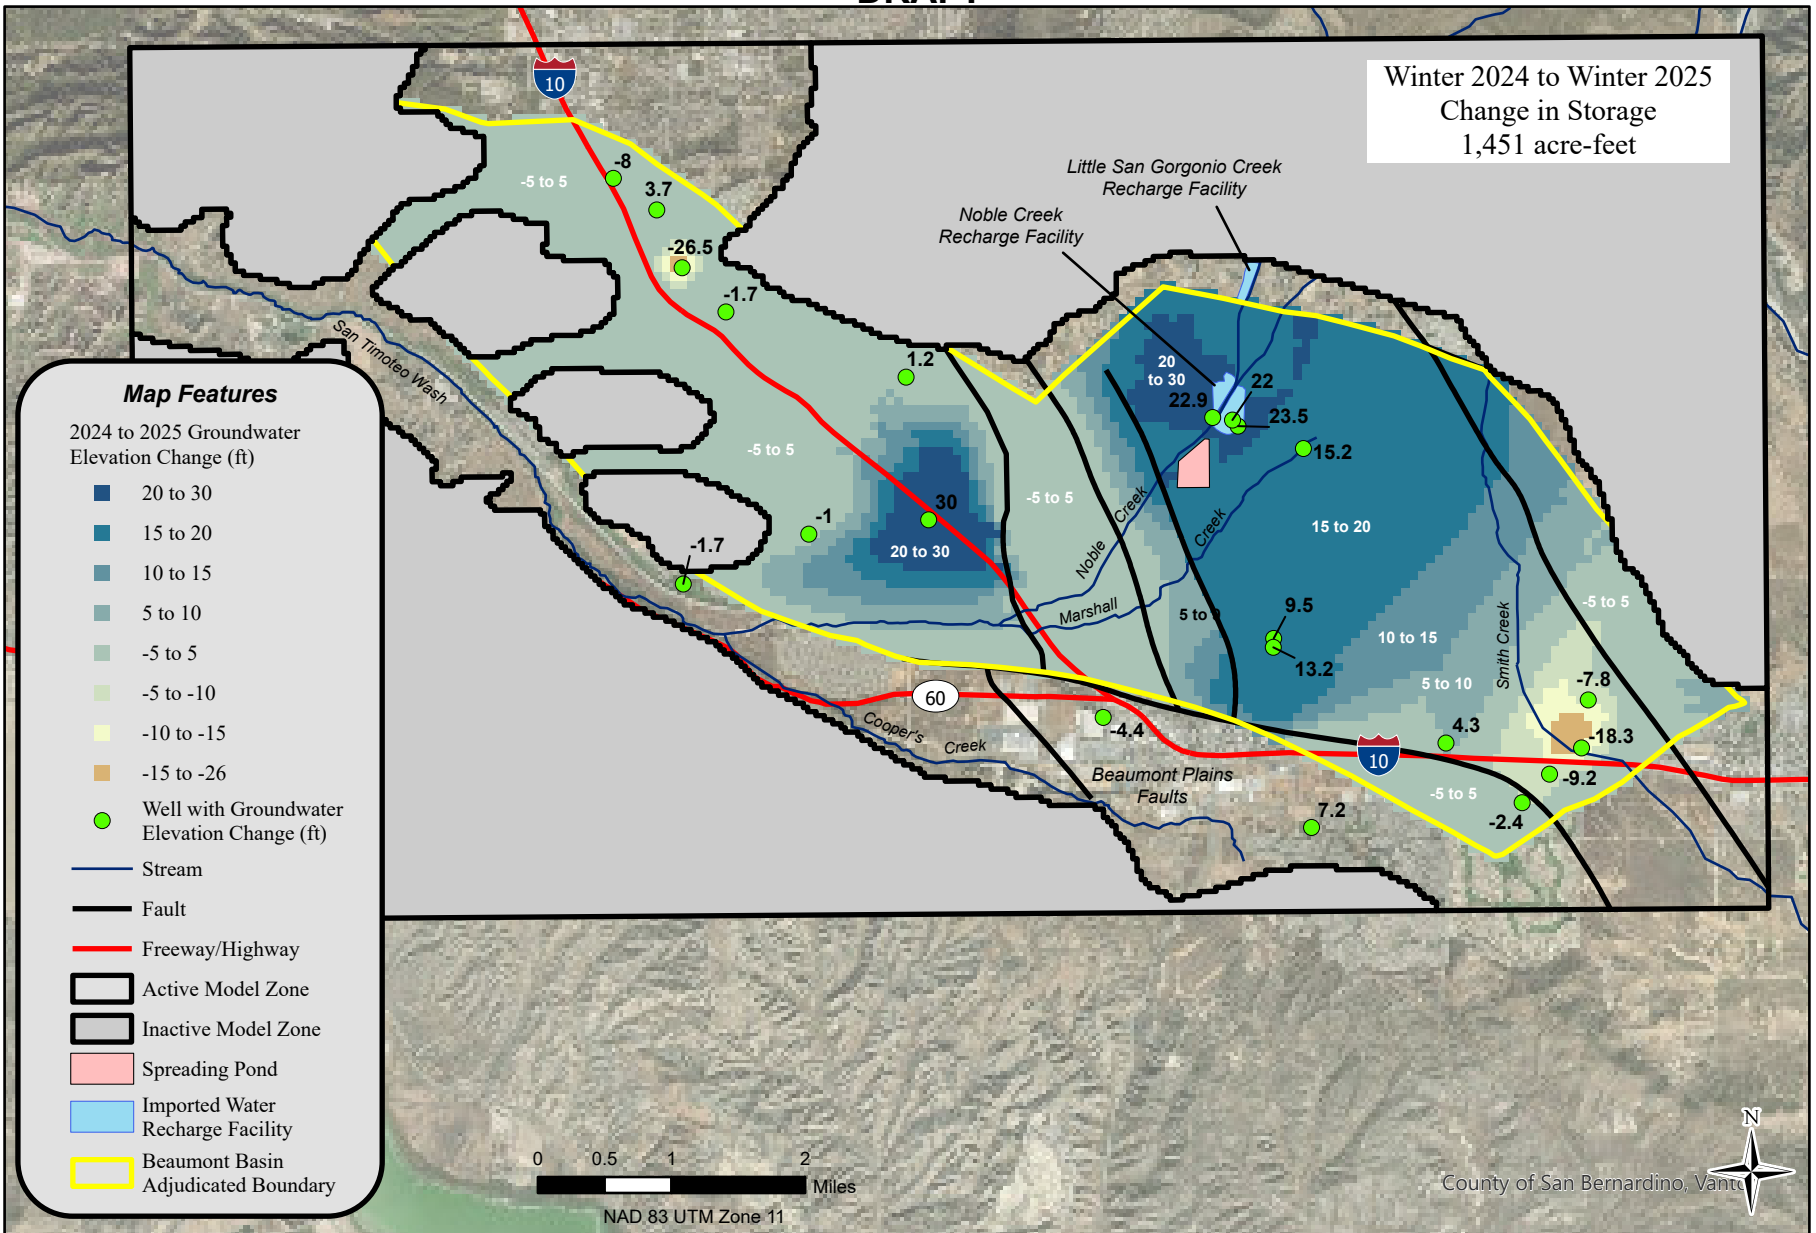 DRAFT
Winter 2024 to Winter 2025
Change in Storage
1,451 acre-feet
10
Little San Gorgonio Creek
Recharge Facility
Noble Creek
Recharge Facility
-8
3.7
-5 to 5
-26.5
-1.7
1.2
San Timoteo Wash
20
to 30
22
22.9
23.5
15.2
-5 to 5
-5 to 5
30
-1
20 to 30
-1.7
Noble
Creek
Creek
Marshall
15 to 20
5 to
9.5
13.2
10 to 15
5 to 10
-5 to 5
Smith Creek
-7.8
-18.3
4.3
-9.2
-2.4
-5 to 5
10
60
-4.4
Cooper's
Creek
Beaumont Plains
Faults
7.2
Map Features
2024 to 2025 Groundwater
Elevation Change (ft)
20 to 30
15 to 20
10 to 15
5 to 10
-5 to 5
-5 to -10
-10 to -15
-15 to -26
Well with Groundwater
Elevation Change (ft)
Stream
Fault
Freeway/Highway
Active Model Zone
Inactive Model Zone
Spreading Pond
Imported Water
Recharge Facility
Beaumont Basin
Adjudicated Boundary
0 0.5 1 2
Miles
NAD 83 UTM Zone 11
N
County of San Bernardino,